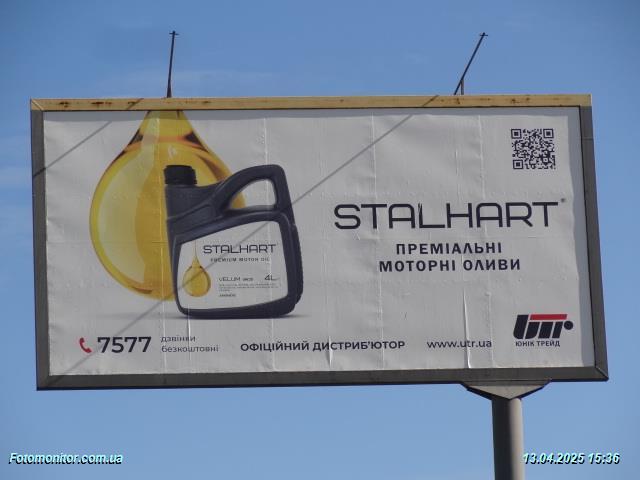 STALHART®
ПРЕМІАЛЬНІ
МОТОРНІ ОЛИВИ
STALHART
PREMIUM MOTOR OIL
VELUM
4L
7577
дзвінки
безкоштовні
ОФІЦІЙНИЙ ДИСТРИБ'ЮТОР
www.utr.ua
UTR
ЮНІК ТРЕЙД
Fotomonitor.com.ua
13.04.2025 15:36